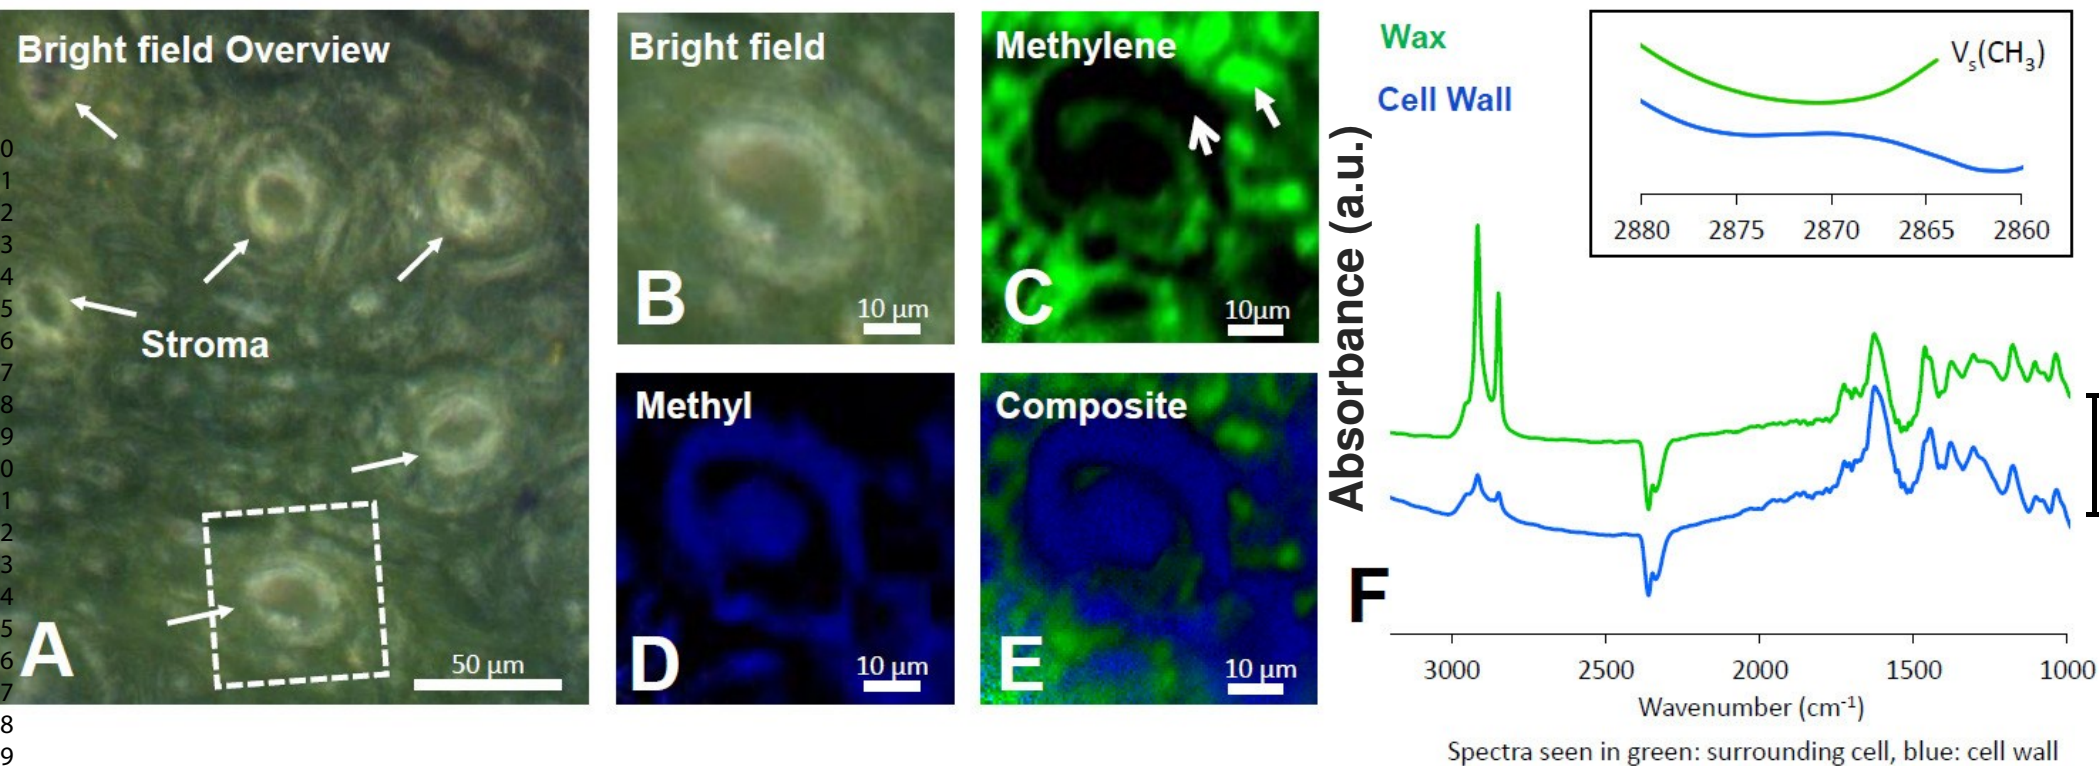 Bright field Overview
Stroma
A
50 µm
Bright field
B
10 µm
Methylene
C
10µm
Methyl
D
10 µm
Composite
E
10 µm
Wax
Cell Wall
Vs(CH3)
2880 2875 2870 2865 2860
Absorbance (a.u.)
F
3000 2500 2000 1500 1000
Wavenumber (cm-1)
Spectra seen in green: surrounding cell, blue: cell wall
0
1
2
3
4
5
6
7
8
9
0
1
2
3
4
5
6
7
8
9